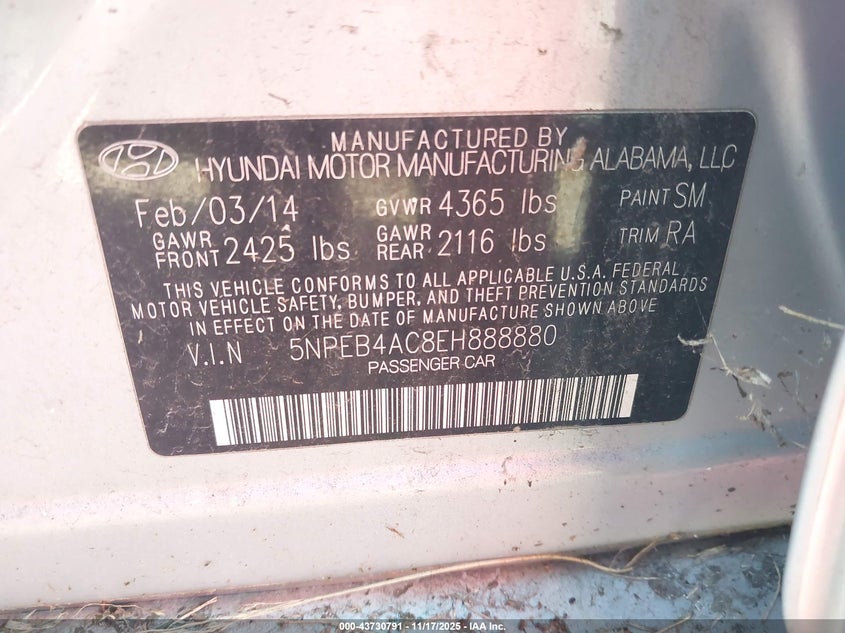 MANUFACTURED BY
HYUNDAI MOTOR MANUFACTURING ALABAMA, LLC
Feb/03/14 GVWR 4365 lbs PAINT SM
GAWR FRONT 2425 lbs GAWR REAR 2116 lbs TRIM RA
THIS VEHICLE CONFORMS TO ALL APPLICABLE U.S.A. FEDERAL
MOTOR VEHICLE SAFETY, BUMPER, AND THEFT PREVENTION STANDARDS
IN EFFECT ON THE DATE OF MANUFACTURE SHOWN ABOVE
V.I.N 5NPEB4AC8EH888880
PASSENGER CAR
000-43730791 - 11/17/2025 - IAA Inc.